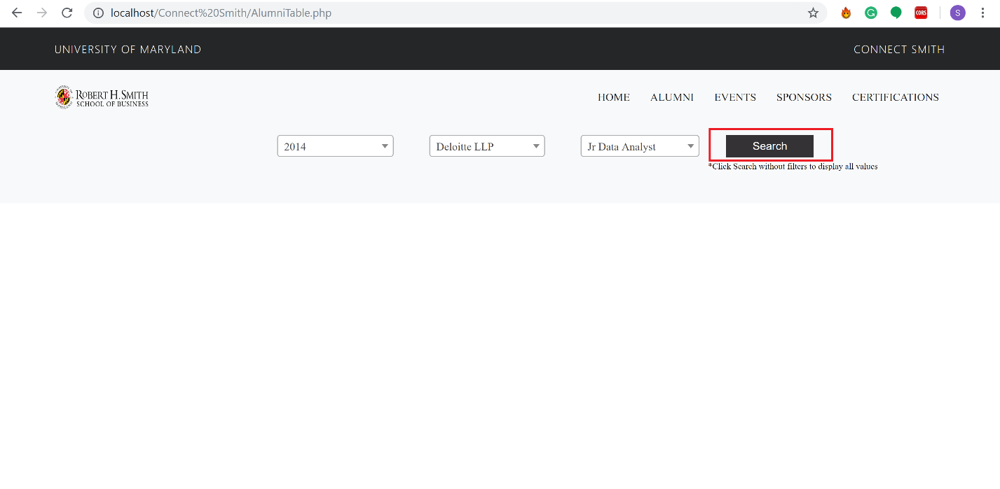 localhost/Connect%20Smith/AlumniTable.php
CORS
S
UNIVERSITY OF MARYLAND
CONNECT SMITH
ROBERT H. SMITH
SCHOOL OF BUSINESS
HOME ALUMNI EVENTS SPONSORS CERTIFICATIONS
2014 Deloitte LLP Jr Data Analyst Search
*Click Search without filters to display all values